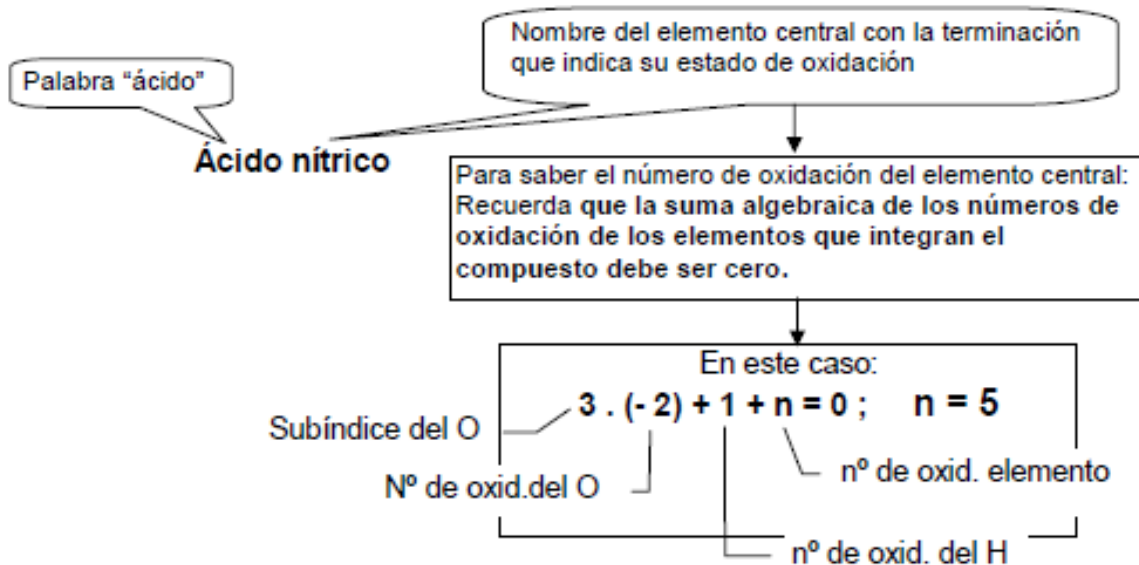 Nombre del elemento central con la terminación
que indica su estado de oxidación
Palabra “ácido”
Ácido nítrico
Para saber el número de oxidación del elemento central:
Recuerda que la suma algebraica de los números de
oxidación de los elementos que integran el
compuesto debe ser cero.
En este caso:
3 . (- 2) + 1 + n = 0 ; n = 5
Subíndice del O
Nº de oxid.del O
nº de oxid. elemento
nº de oxid. del H